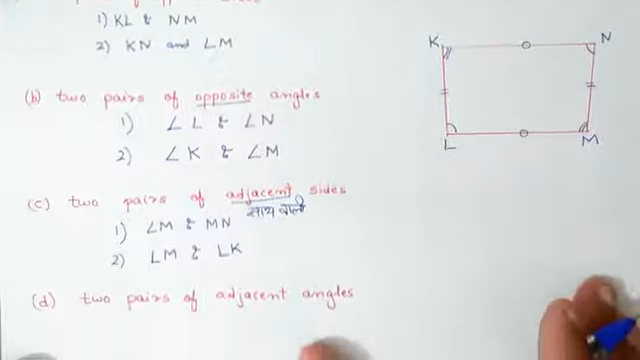 1) KL & NM
2) KN and LM
K N
(b) two pairs of opposite angles
1) ∠L & ∠N
2) ∠K & ∠M
L M
(c) two pairs of adjacent sides
साथ वाली
1) LM & MN
2) LM & LK
(d) two pairs of adjacent angles